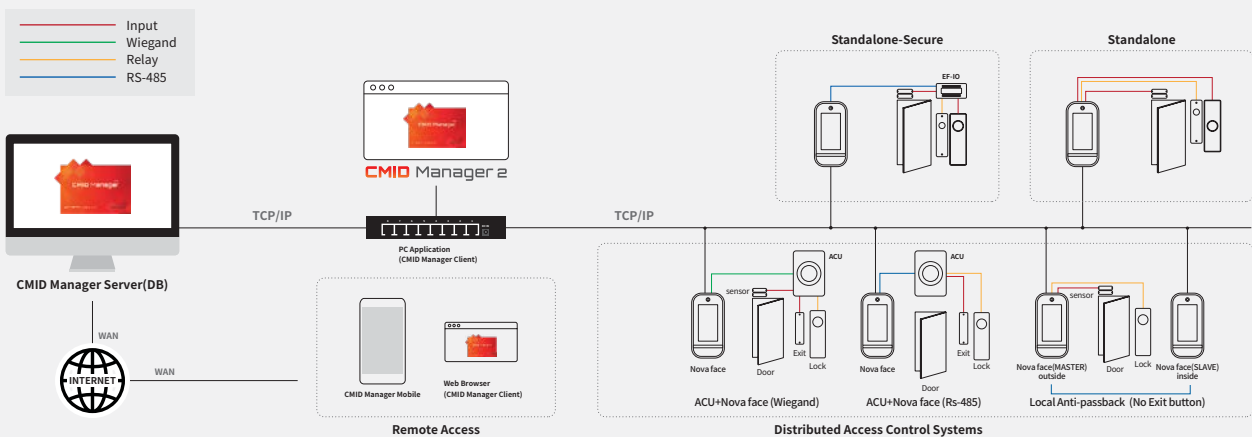 Input
Wiegand
Relay
RS-485
Standalone-Secure
Standalone
EF-IO
CMID Manager
CMID Manager
CMID Manager 2
TCP/IP
TCP/IP
PC Application
(CMID Manager Client)
CMID Manager Server(DB)
WAN
INTERNET
WAN
CMID Manager Mobile
Web Browser
(CMID Manager Client)
Remote Access
ACU
sensor
Nova face
Door
Exit
Lock
ACU+Nova face (Wiegand)
ACU
Nova face
Door
Exit
Lock
ACU+Nova face (Rs-485)
sensor
Nova face(MASTER)
outside
Door
Lock
Nova face(SLAVE)
inside
Local Anti-passback (No Exit button)
Distributed Access Control Systems